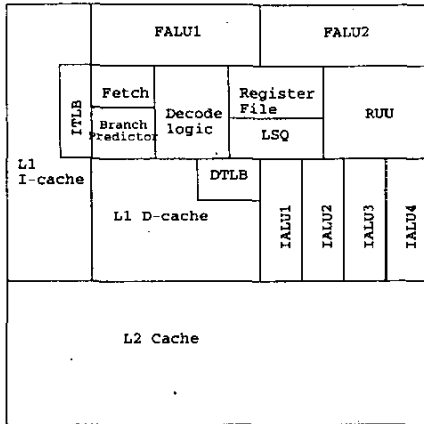 FALU1
FALU2
ITLB
Fetch
Branch
Predictor
Decode
logic
Register
File
LSQ
RUU
L1
I-cache
DTLB
L1 D-cache
IALU1
IALU2
IALU3
IALU4
L2 Cache